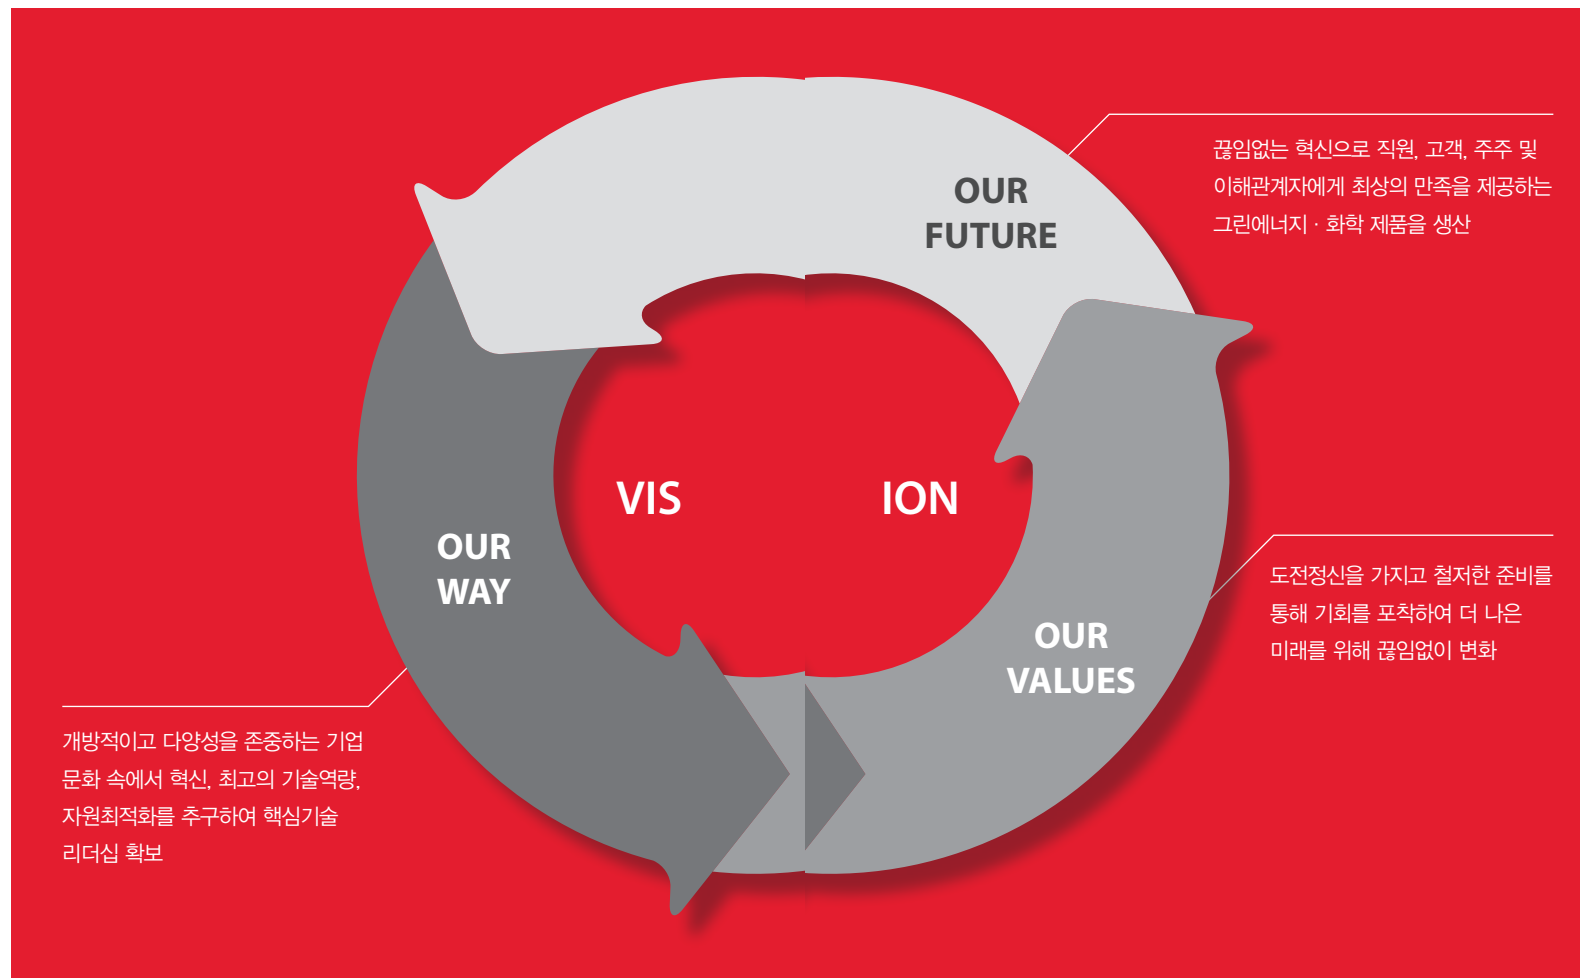 OUR
FUTURE
끊임없는 혁신으로 직원, 고객, 주주 및
이해관계자에게 최상의 만족을 제공하는
그린에너지 · 화학 제품을 생산
VIS
ION
OUR
WAY
OUR
VALUES
도전정신을 가지고 철저한 준비를
통해 기회를 포착하여 더 나은
미래를 위해 끊임없이 변화
개방적이고 다양성을 존중하는 기업
문화 속에서 혁신, 최고의 기술역량,
자원최적화를 추구하여 핵심기술
리더십 확보